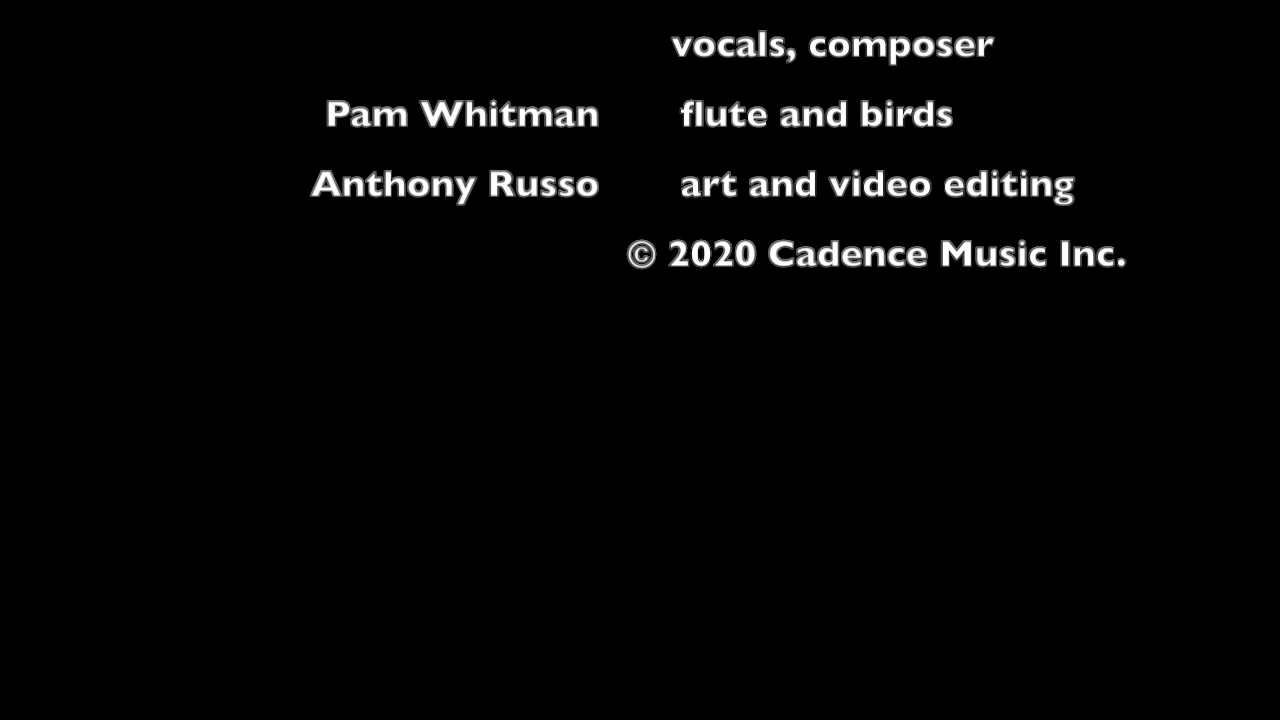 vocals, composer
Pam Whitman flute and birds
Anthony Russo art and video editing
© 2020 Cadence Music Inc.